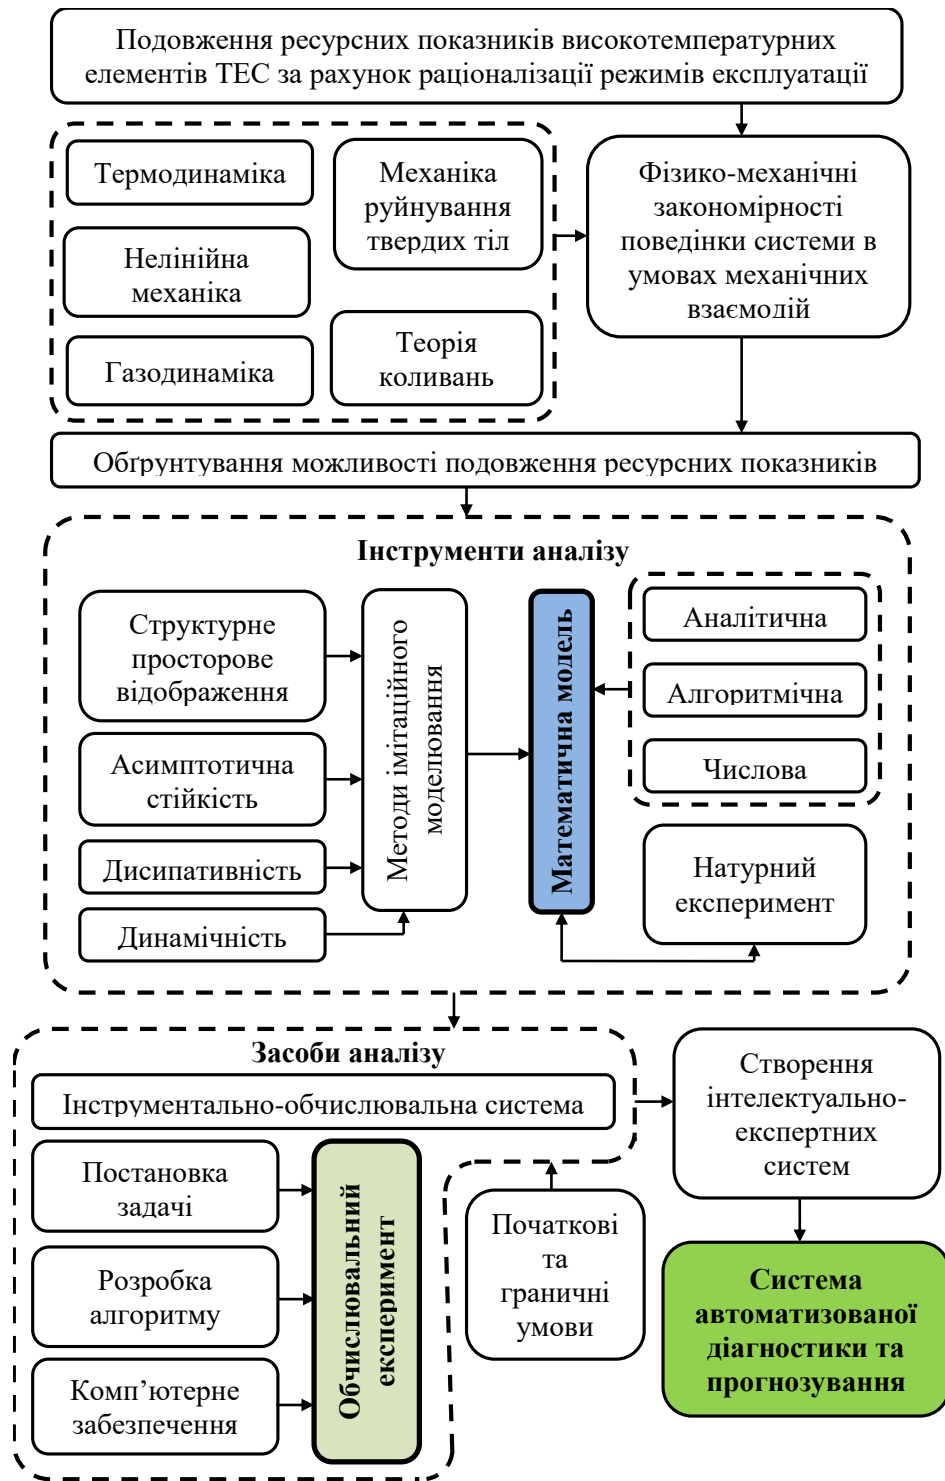 Подовження ресурсних показників високотемпературних
елементів ТЕС за рахунок раціоналізації режимів експлуатації
Термодинаміка
Нелінійна
механіка
Газодинаміка
Механіка
руйнування
твердих тіл
Теорія
коливань
Фізико-механічні
закономірності
поведінки системи в
умовах механічних
взаємодій
Обґрунтування можливості подовження ресурсних показників
Інструменти аналізу
Структурне
просторове
відображення
Асимптотична
стійкість
Дисипативність
Динамічність
Методи імітаційного
моделювання
Математична модель
Аналітична
Алгоритмічна
Числова
Натурний
експеримент
Засоби аналізу
Інструментально-обчислювальна система
Постановка
задачі
Розробка
алгоритму
Комп’ютерне
забезпечення
Обчислювальний
експеримент
Початкові
та
граничні
умови
Створення
інтелектуально-
експертних
систем
Система
автоматизованої
діагностики та
прогнозування